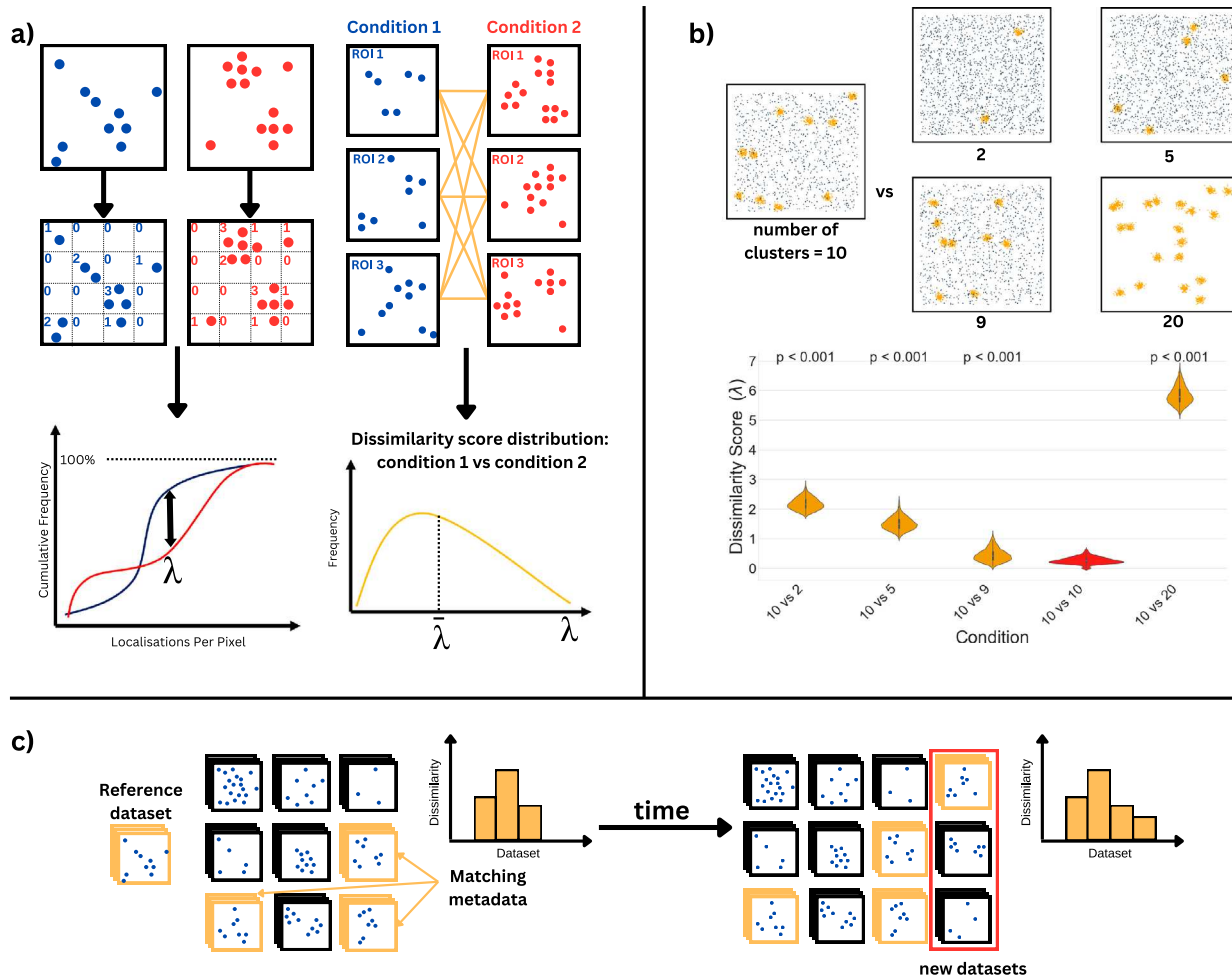 a)
Condition 1
Condition 2
ROI 1
ROI 1
ROI 2
ROI 2
ROI 3
ROI 3
1 0 0 0
0 2 0 1
0 0 3 0
2 0 1 0
0 3 1 1
0 2 0 0
0 0 3 1
1 0 1 0
100%
Cumulative Frequency
λ
Localisations Per Pixel
Dissimilarity score distribution:
condition 1 vs condition 2
Frequency
λ̄
λ
b)
number of
clusters = 10
vs
2
5
9
20
p < 0.001
p < 0.001
p < 0.001
p < 0.001
7
6
5
4
3
2
1
0
Dissimilarity Score (λ)
10 vs 2
10 vs 5
10 vs 9
10 vs 10
10 vs 20
Condition
c)
Reference
dataset
Dissimilarity
Dataset
Matching
metadata
time
new datasets
Dissimilarity
Dataset